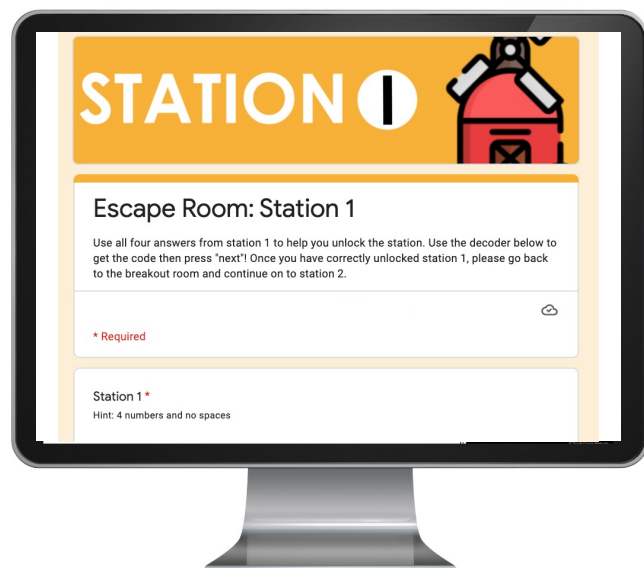 STATION 1
Escape Room: Station 1
Use all four answers from station 1 to help you unlock the station. Use the decoder below to
get the code then press "next"! Once you have correctly unlocked station 1, please go back
to the breakout room and continue on to station 2.
* Required
Station 1 *
Hint: 4 numbers and no spaces